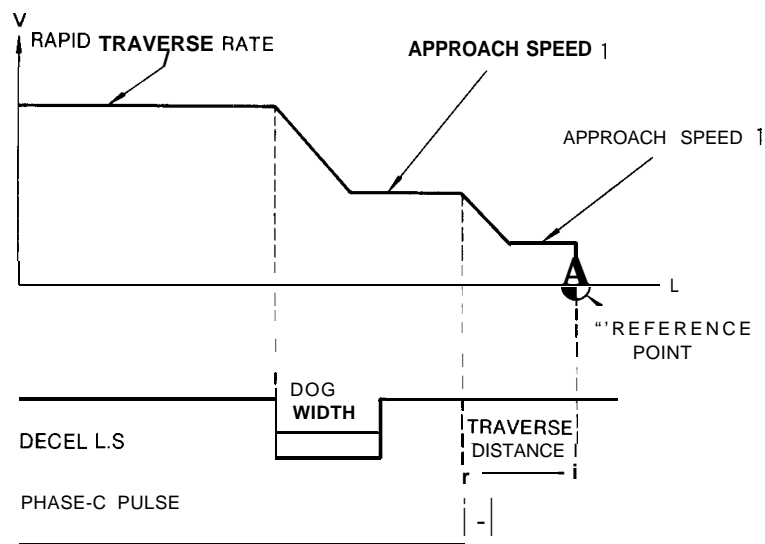 V
RAPID TRAVERSE RATE
APPROACH SPEED 1
APPROACH SPEED 1
A
L
“’REFERENCE
POINT
DOG
WIDTH
DECEL L.S
TRAVERSE
DISTANCE
r i
PHASE-C PULSE
|-|